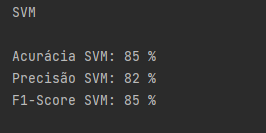 SVM
Acurácia SVM: 85 %
Precisão SVM: 82 %
F1-Score SVM: 85 %